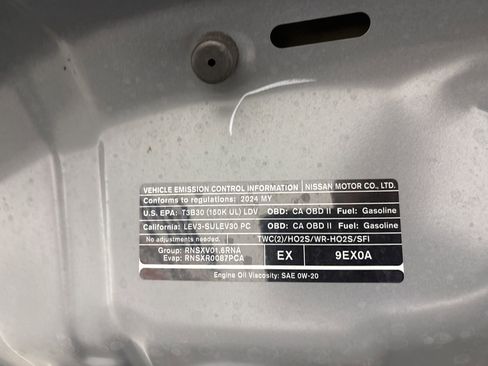 VEHICLE EMISSION CONTROL INFORMATION NISSAN MOTOR CO., LTD.
Conforms to regulations: 2024 MY
U.S. EPA: T3B30 (150K UL) LDV OBD: CA OBD II Fuel: Gasoline
California: LEV3-SULEV30 PC OBD: CA OBD II Fuel: Gasoline
No adjustments needed. TWC(2)/HO2S/WR-HO2S/SFI
Group: RNSXV01.6RNA
Evap: RNSXR0087PCA
EX 9EX0A
Engine Oil Viscosity: SAE 0W-20